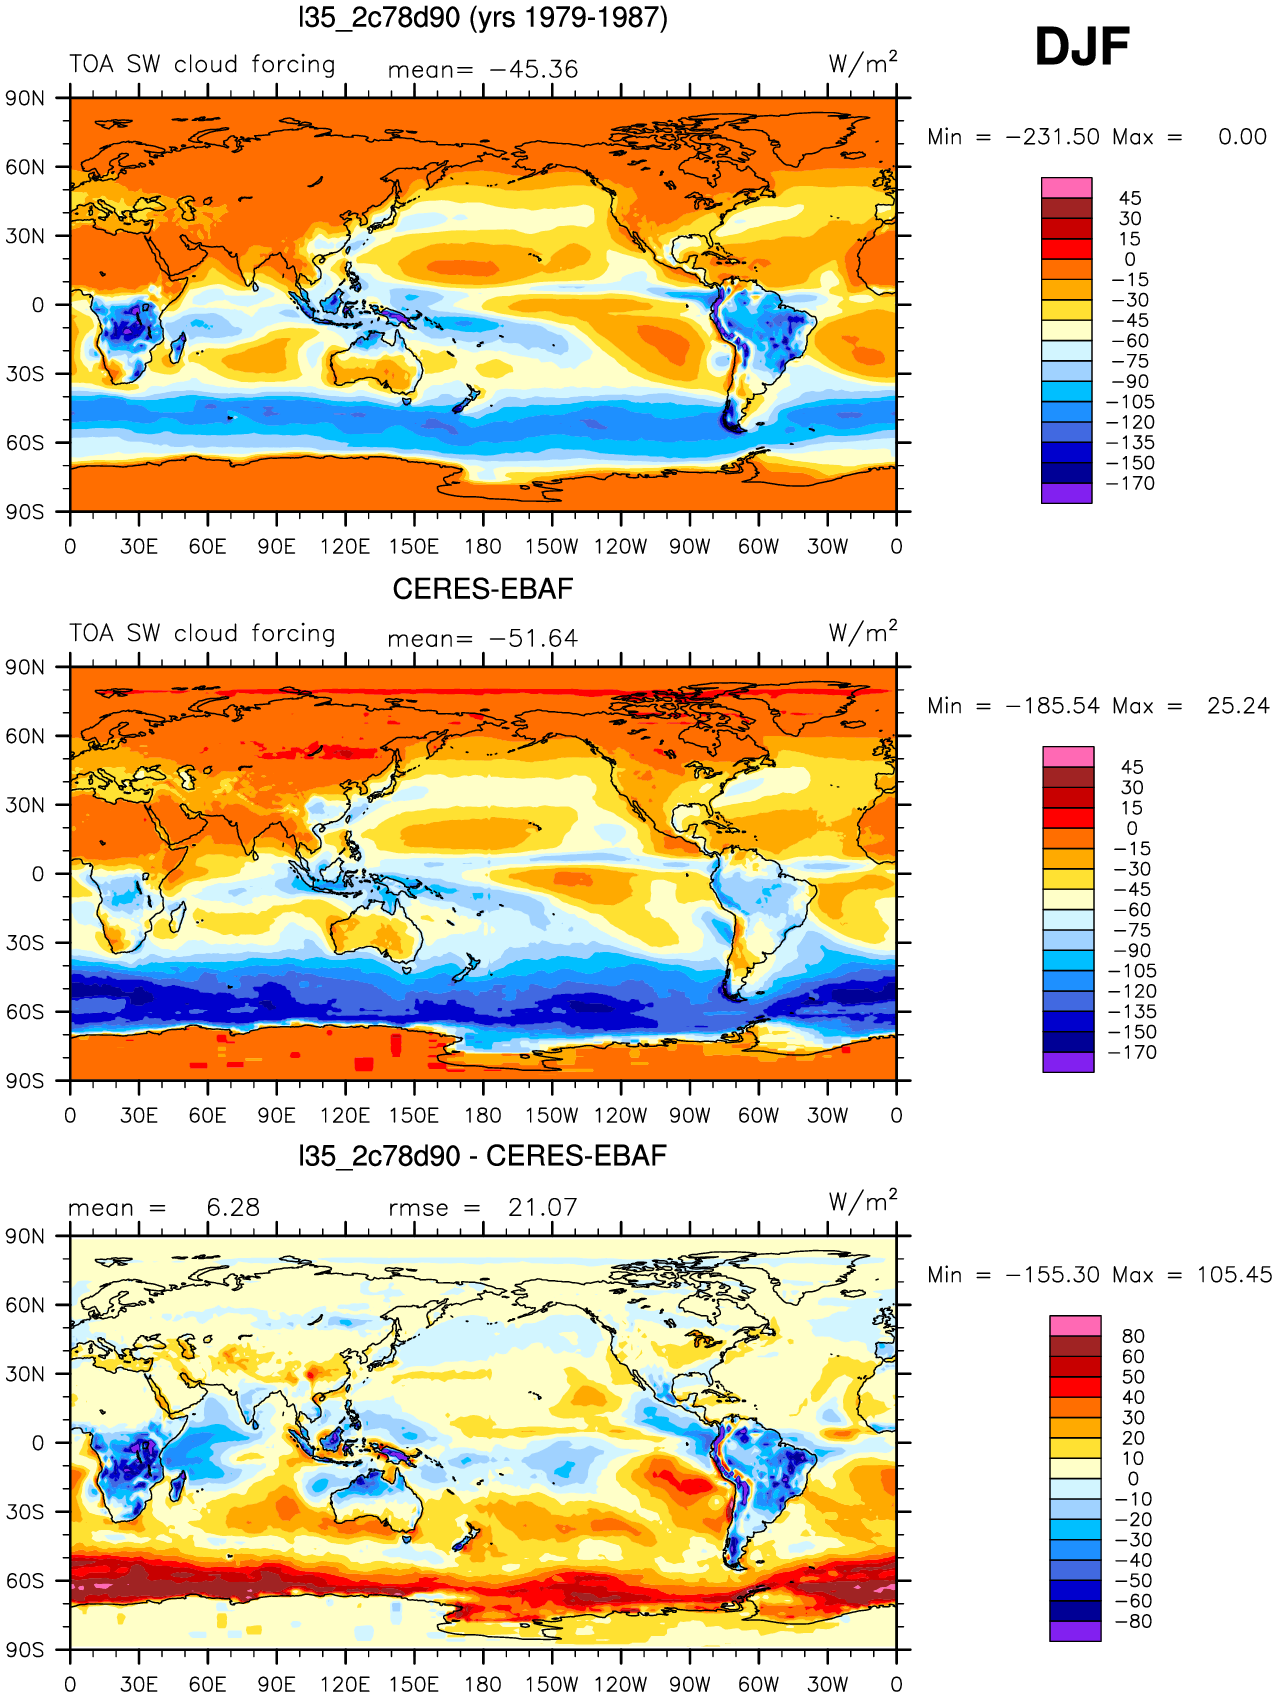 l35_2c78d90 (yrs 1979-1987)
DJF
TOA SW cloud forcing mean= −45.36 W/m²
Min = −231.50 Max = 0.00
90N
60N
30N
0
30S
60S
90S
0 30E 60E 90E 120E 150E 180 150W 120W 90W 60W 30W 0
45
30
15
0
−15
−30
−45
−60
−75
−90
−105
−120
−135
−150
−170
CERES-EBAF
TOA SW cloud forcing mean= −51.64 W/m²
Min = −185.54 Max = 25.24
90N
60N
30N
0
30S
60S
90S
0 30E 60E 90E 120E 150E 180 150W 120W 90W 60W 30W 0
45
30
15
0
−15
−30
−45
−60
−75
−90
−105
−120
−135
−150
−170
l35_2c78d90 - CERES-EBAF
mean = 6.28 rmse = 21.07 W/m²
Min = −155.30 Max = 105.45
90N
60N
30N
0
30S
60S
90S
0 30E 60E 90E 120E 150E 180 150W 120W 90W 60W 30W 0
80
60
50
40
30
20
10
0
−10
−20
−30
−40
−50
−60
−80